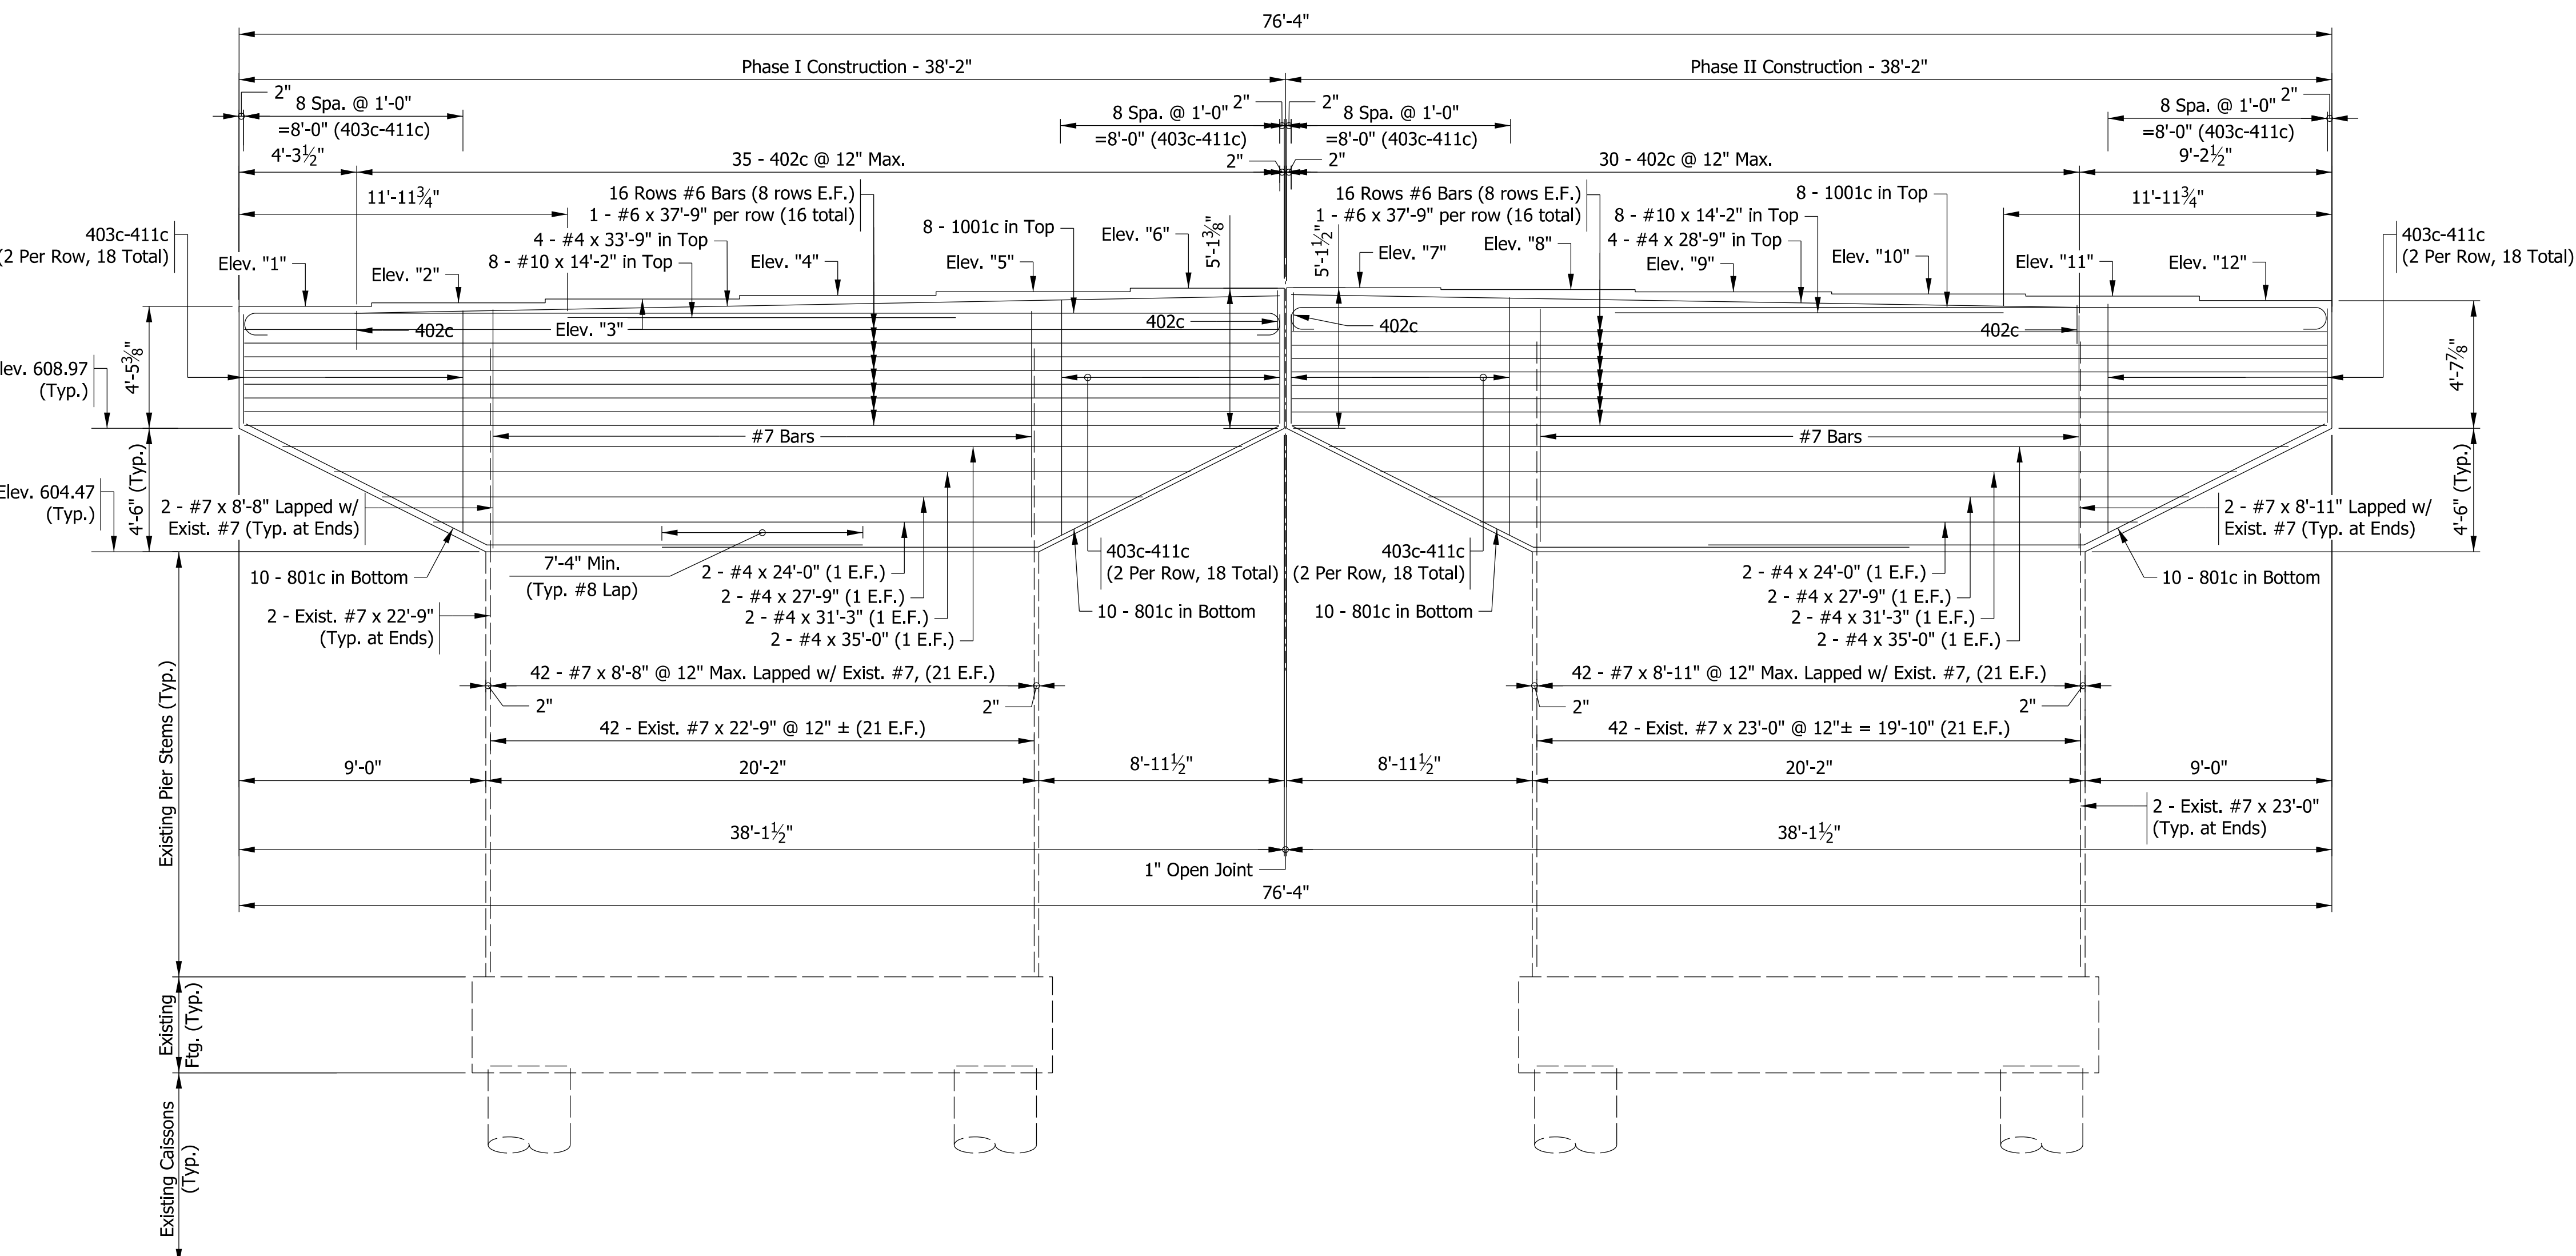 76'-4"
Phase I Construction - 38'-2"
Phase II Construction - 38'-2"
2"
8 Spa. @ 1'-0"
=8'-0" (403c-411c)
8 Spa. @ 1'-0"
=8'-0" (403c-411c)
2"
2"
8 Spa. @ 1'-0"
=8'-0" (403c-411c)
8 Spa. @ 1'-0"
=8'-0" (403c-411c)
2"
4'-3½"
35 - 402c @ 12" Max.
2"
2"
30 - 402c @ 12" Max.
9'-2½"
11'-11¾"
16 Rows #6 Bars (8 rows E.F.)
1 - #6 x 37'-9" per row (16 total)
16 Rows #6 Bars (8 rows E.F.)
1 - #6 x 37'-9" per row (16 total)
8 - 1001c in Top
11'-11¾"
403c-411c
(2 Per Row, 18 Total)
4 - #4 x 33'-9" in Top
8 - #10 x 14'-2" in Top
8 - 1001c in Top
8 - #10 x 14'-2" in Top
4 - #4 x 28'-9" in Top
403c-411c
(2 Per Row, 18 Total)
Elev. "1"
Elev. "2"
Elev. "3"
Elev. "4"
Elev. "5"
Elev. "6"
5'-1⅜"
5'-1½"
Elev. "7"
Elev. "8"
Elev. "9"
Elev. "10"
Elev. "11"
Elev. "12"
402c
402c
402c
402c
4'-5⅜"
4'-7⅞"
lev. 608.97
(Typ.)
#7 Bars
#7 Bars
4'-6" (Typ.)
4'-6" (Typ.)
Elev. 604.47
(Typ.)
2 - #7 x 8'-8" Lapped w/
Exist. #7 (Typ. at Ends)
2 - #7 x 8'-11" Lapped w/
Exist. #7 (Typ. at Ends)
10 - 801c in Bottom
7'-4" Min.
(Typ. #8 Lap)
2 - #4 x 24'-0" (1 E.F.)
2 - #4 x 27'-9" (1 E.F.)
2 - #4 x 31'-3" (1 E.F.)
2 - #4 x 35'-0" (1 E.F.)
403c-411c
(2 Per Row, 18 Total)
10 - 801c in Bottom
403c-411c
(2 Per Row, 18 Total)
10 - 801c in Bottom
2 - #4 x 24'-0" (1 E.F.)
2 - #4 x 27'-9" (1 E.F.)
2 - #4 x 31'-3" (1 E.F.)
2 - #4 x 35'-0" (1 E.F.)
10 - 801c in Bottom
2 - Exist. #7 x 22'-9"
(Typ. at Ends)
42 - #7 x 8'-8" @ 12" Max. Lapped w/ Exist. #7, (21 E.F.)
42 - #7 x 8'-11" @ 12" Max. Lapped w/ Exist. #7, (21 E.F.)
2"
2"
2"
2"
42 - Exist. #7 x 22'-9" @ 12" ± (21 E.F.)
42 - Exist. #7 x 23'-0" @ 12"± = 19'-10" (21 E.F.)
9'-0"
20'-2"
8'-11½"
8'-11½"
20'-2"
9'-0"
2 - Exist. #7 x 23'-0"
(Typ. at Ends)
38'-1½"
38'-1½"
1" Open Joint
76'-4"
Existing Pier Stems (Typ.)
Existing
Ftg. (Typ.)
Existing Caissons
(Typ.)